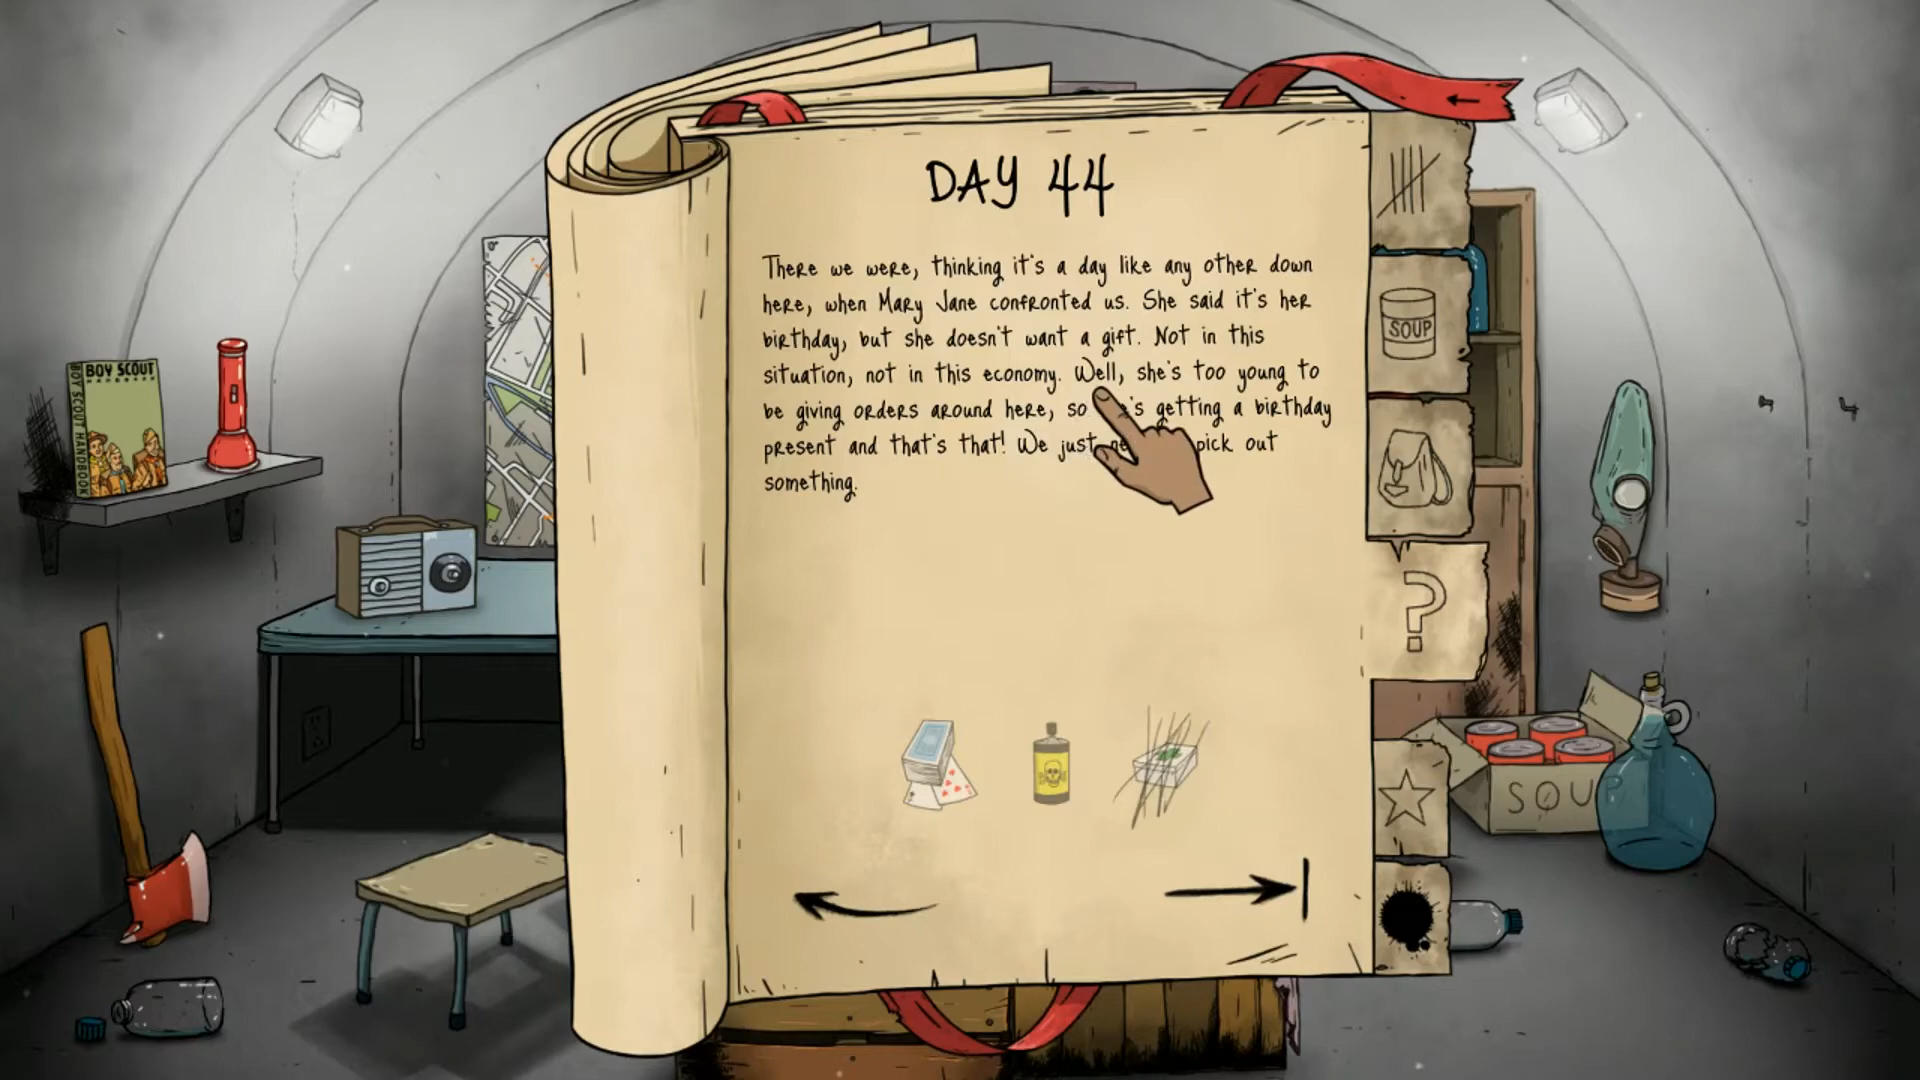 DAY 44
There we were, thinking it's a day like any other down
here, when Mary Jane confronted us. She said it's her
birthday, but she doesn't want a gift. Not in this
situation, not in this economy. Well, she's too young to
be giving orders around here, so getting a birthday
present and that's that! We just pick out
something.
BOY SCOUT
BOY SCOUT HANDBOOK
SOUP
SOU